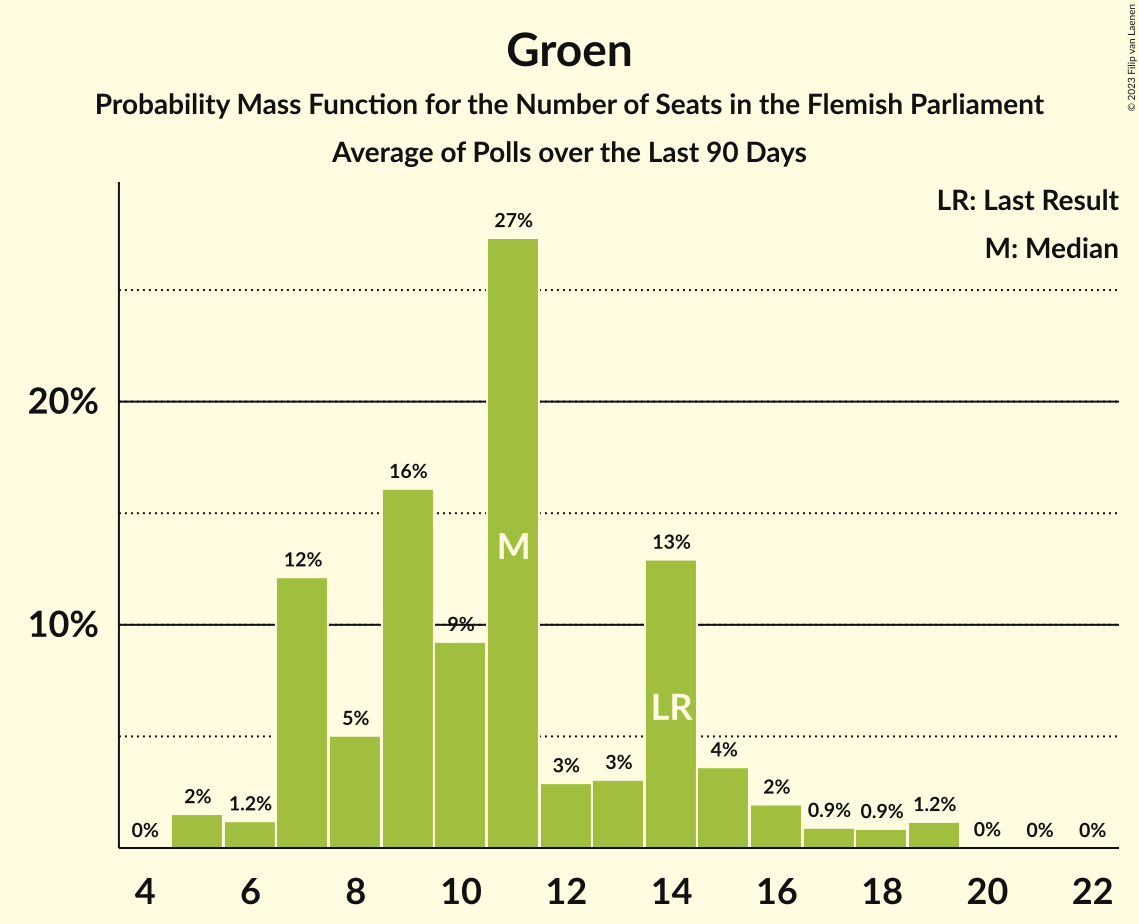 Groen
Probability Mass Function for the Number of Seats in the Flemish Parliament
Average of Polls over the Last 90 Days
© 2023 Filip van Laenen
LR: Last Result
M: Median
20%
10%
0%
2%
1.2%
12%
5%
16%
9%
27%
3%
3%
13%
4%
2%
0.9%
0.9%
1.2%
0%
0%
0%
M
LR
4 6 8 10 12 14 16 18 20 22